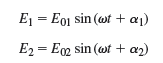 E₁ = E₀₁ sin (ωt + α₁)
E₂ = E₀₂ sin (ωt + α₂)